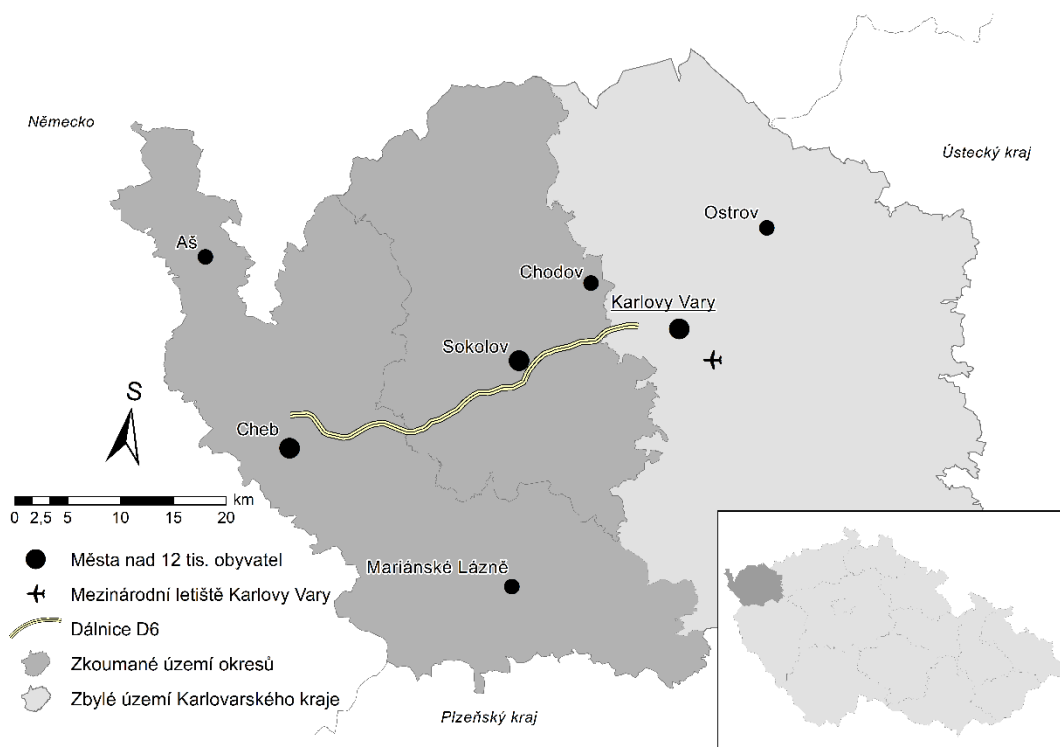 Německo
Ústecký kraj
Ostrov
Aš
Chodov
Karlovy Vary
Sokolov
S
Cheb
km
0 2,5 5 10 15 20
Města nad 12 tis. obyvatel
Mariánské Lázně
Mezinárodní letiště Karlovy Vary
Dálnice D6
Zkoumané území okresů
Zbylé území Karlovarského kraje
Plzeňský kraj